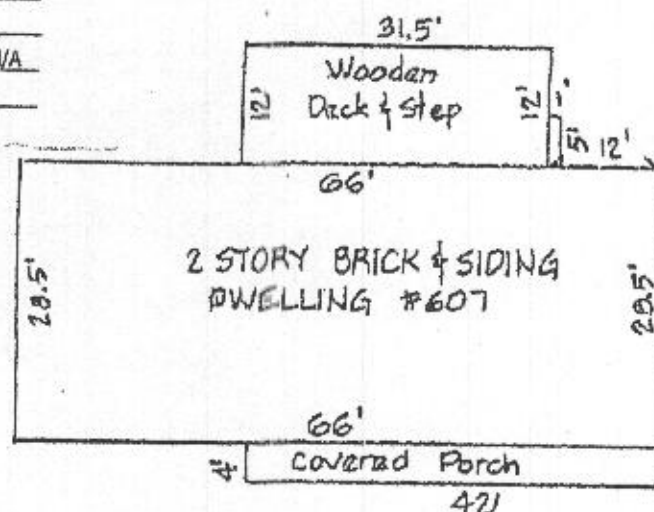 31.5'
/A
Wooden
Deck & step
12'
12'
1'
5'
12'
66'
2 STORY BRICK & SIDING
DWELLING #607
28.5'
28.5'
66'
4'
Covered Porch
42'